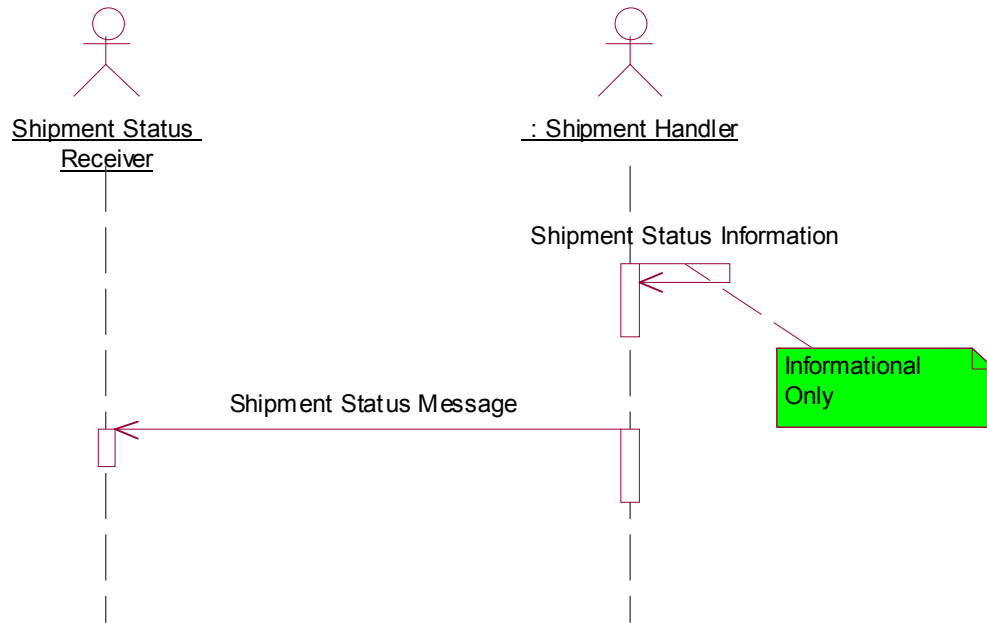 Shipment Status
Receiver
: Shipment Handler
Shipment Status Information
Informational
Only
Shipment Status Message